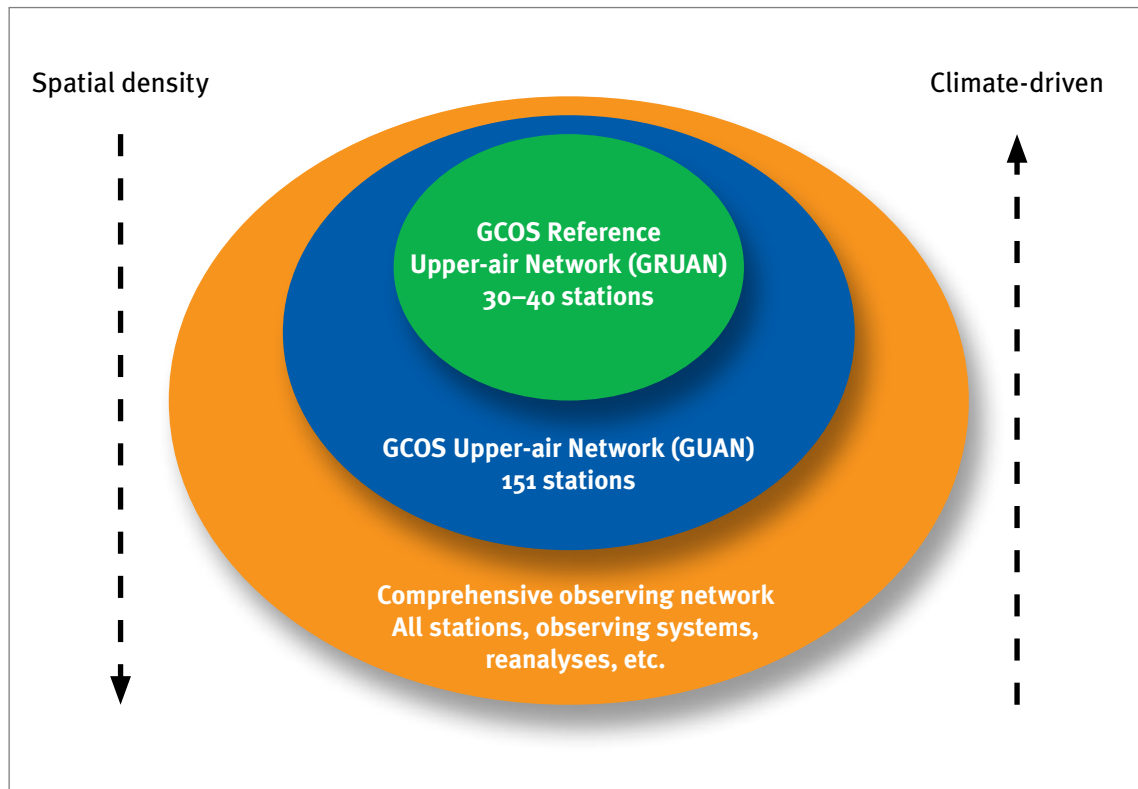 Spatial density
Climate-driven
GCOS Reference
Upper-air Network (GRUAN)
30–40 stations
GCOS Upper-air Network (GUAN)
151 stations
Comprehensive observing network
All stations, observing systems,
reanalyses, etc.